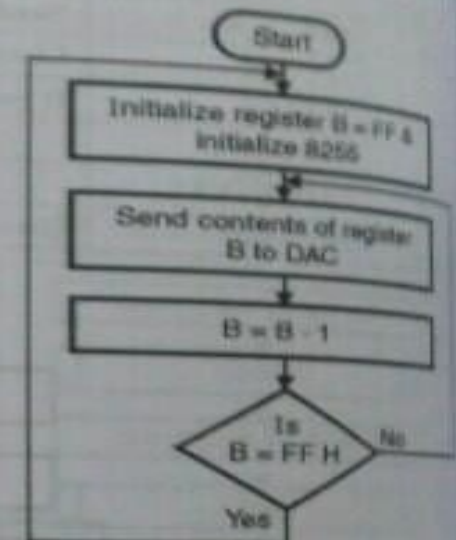 Start
Initialize register B = FF &
initialize 8255
Send contents of register
B to DAC
B = B - 1
Is
B = FF H
No
Yes